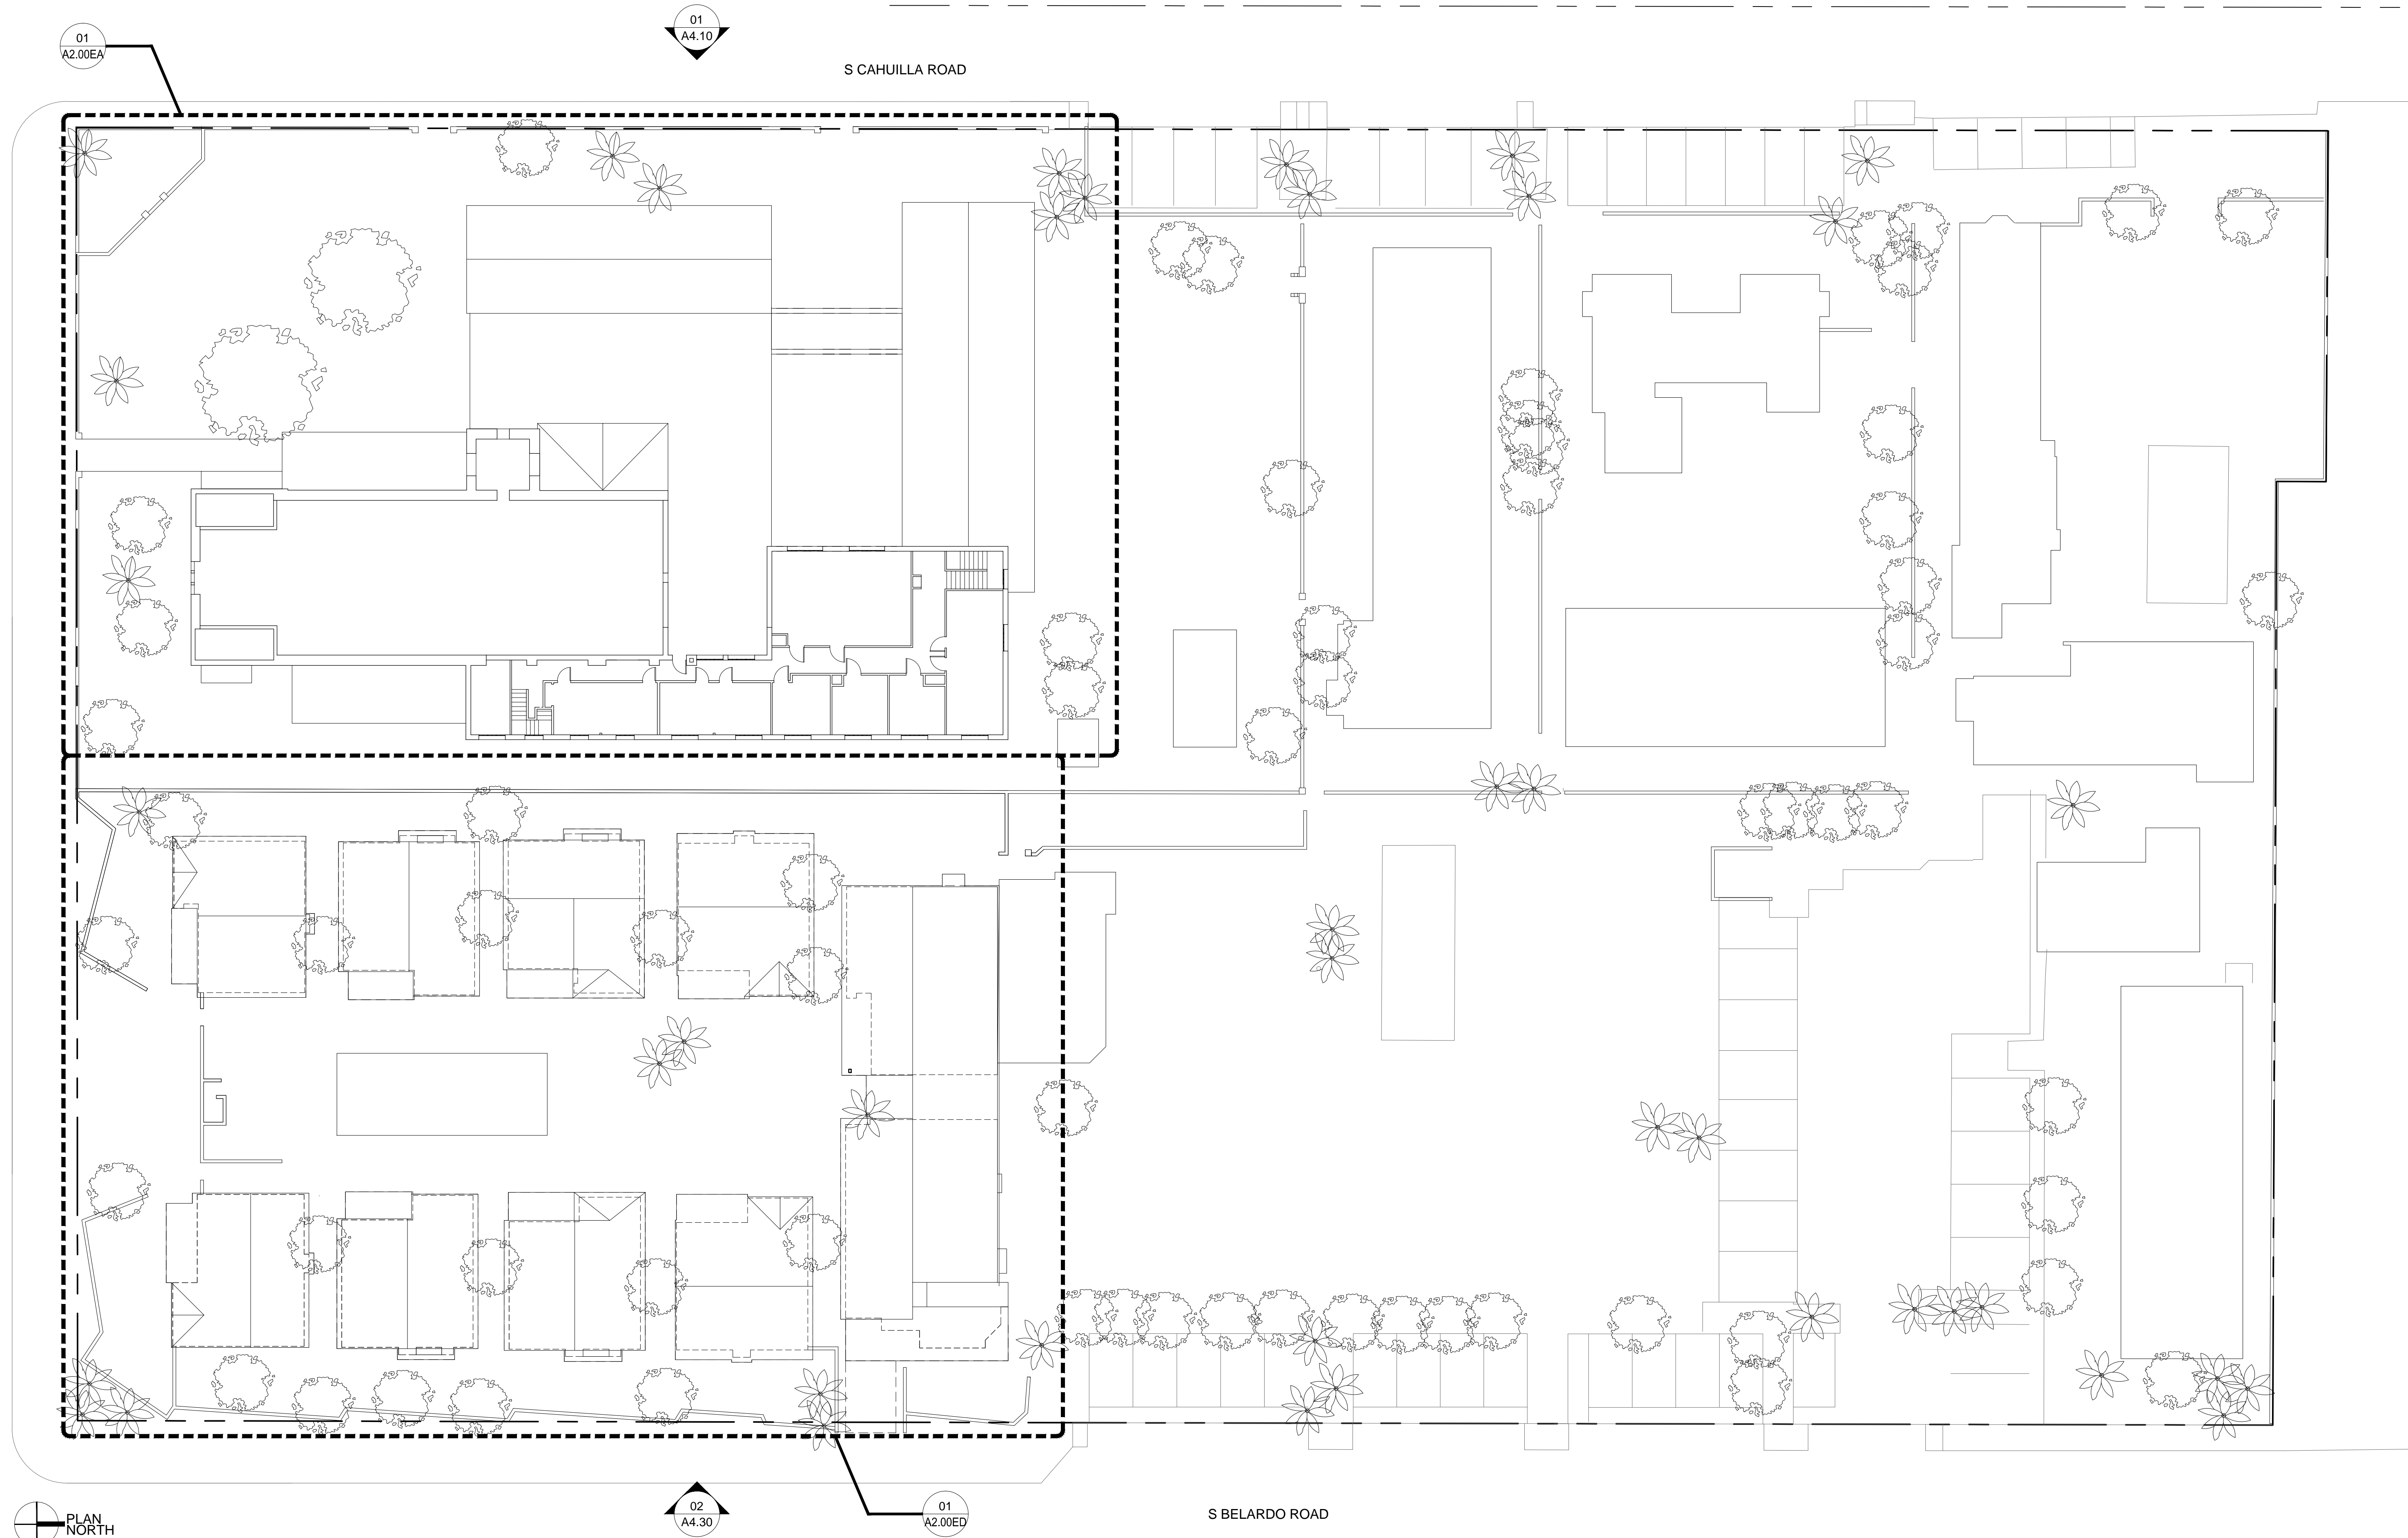 01
A4.10
01
A2.00EA
S CAHUILLA ROAD
PLAN
NORTH
02
A4.30
01
A2.00ED
S BELARDO ROAD